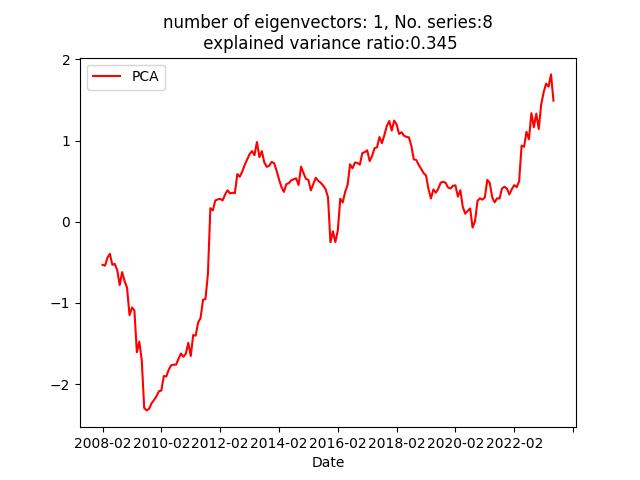 number of eigenvectors: 1, No. series:8
explained variance ratio:0.345
PCA
2
1
0
−1
−2
2008-02 2010-02 2012-02 2014-02 2016-02 2018-02 2020-02 2022-02
Date